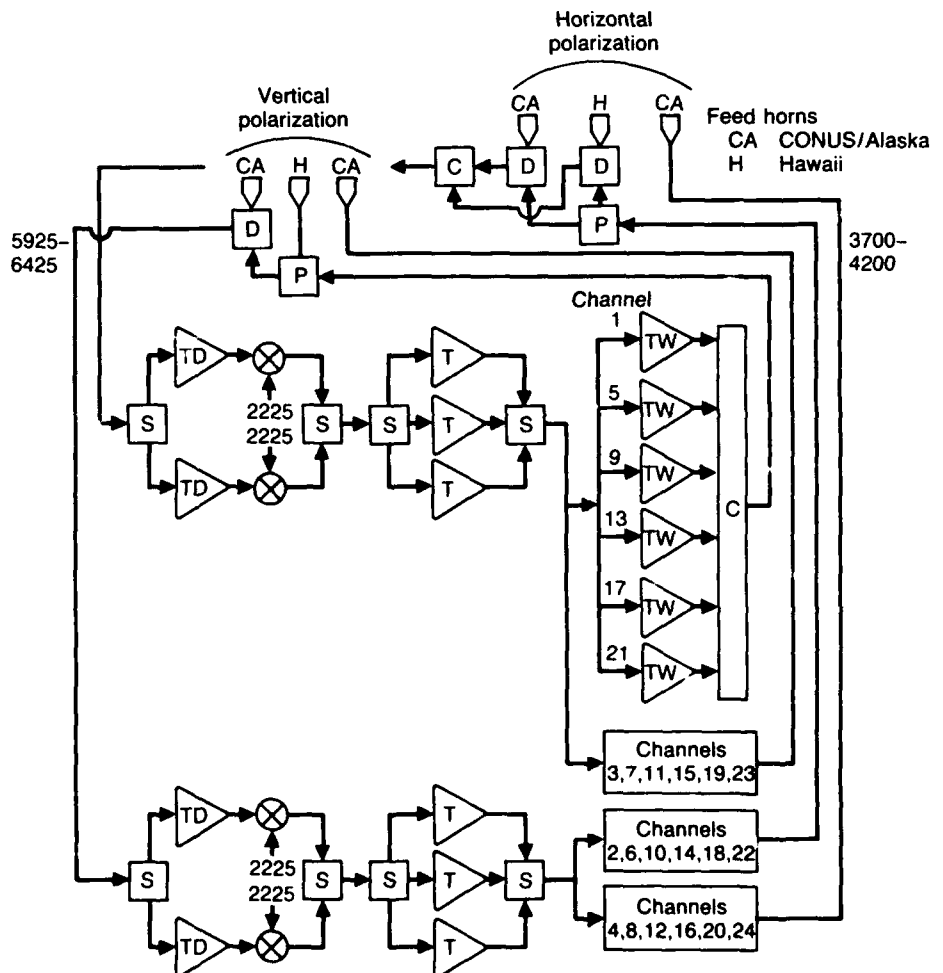 Horizontal
polarization
Vertical
polarization
CA H CA
Feed horns
CA CONUS/Alaska
H Hawaii
CA H CA
C D D
D P
P
5925–
6425
3700–
4200
Channel
1
TD T TW
5
2225 TW
S S S T S
2225
9
TD T TW
C
13
TW
17
TW
21
TW
Channels
3,7,11,15,19,23
TD T
Channels
2,6,10,14,18,22
2225
S S S T S
2225
Channels
4,8,12,16,20,24
TD T